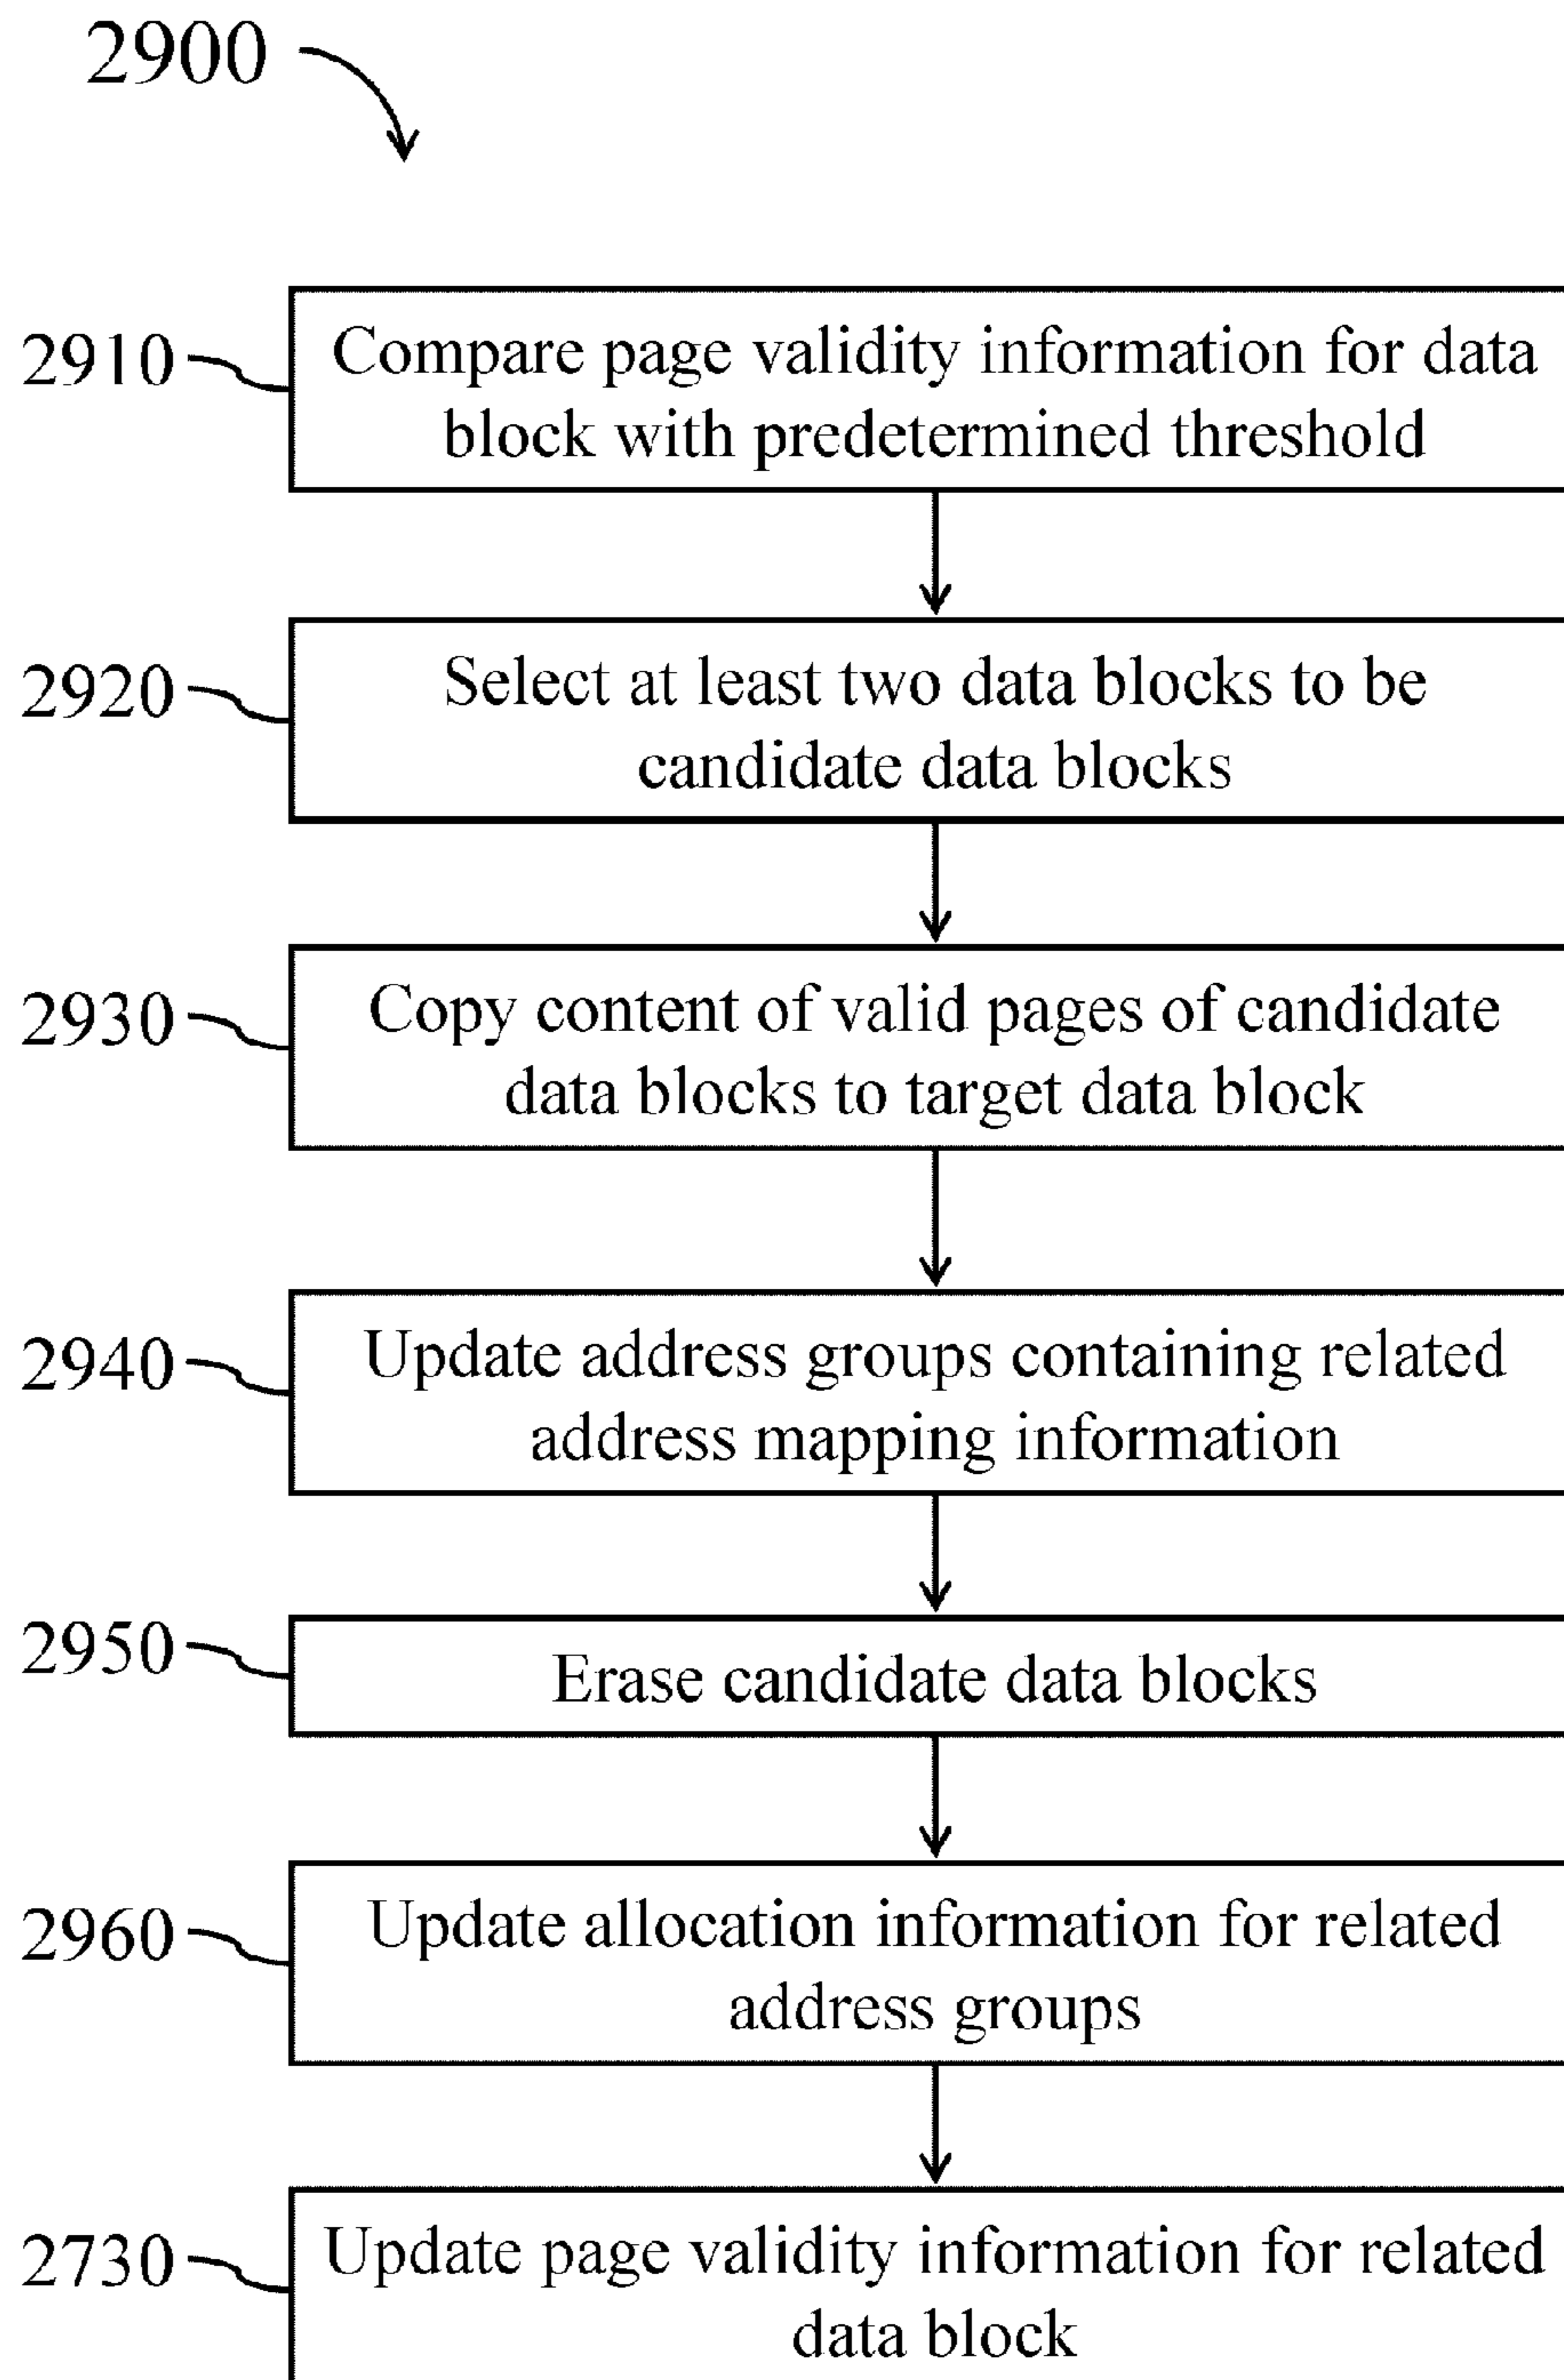 2900
2910
Compare page validity information for data
block with predetermined threshold
2920
Select at least two data blocks to be
candidate data blocks
2930
Copy content of valid pages of candidate
data blocks to target data block
2940
Update address groups containing related
address mapping information
2950
Erase candidate data blocks
2960
Update allocation information for related
address groups
2730
Update page validity information for related
data block